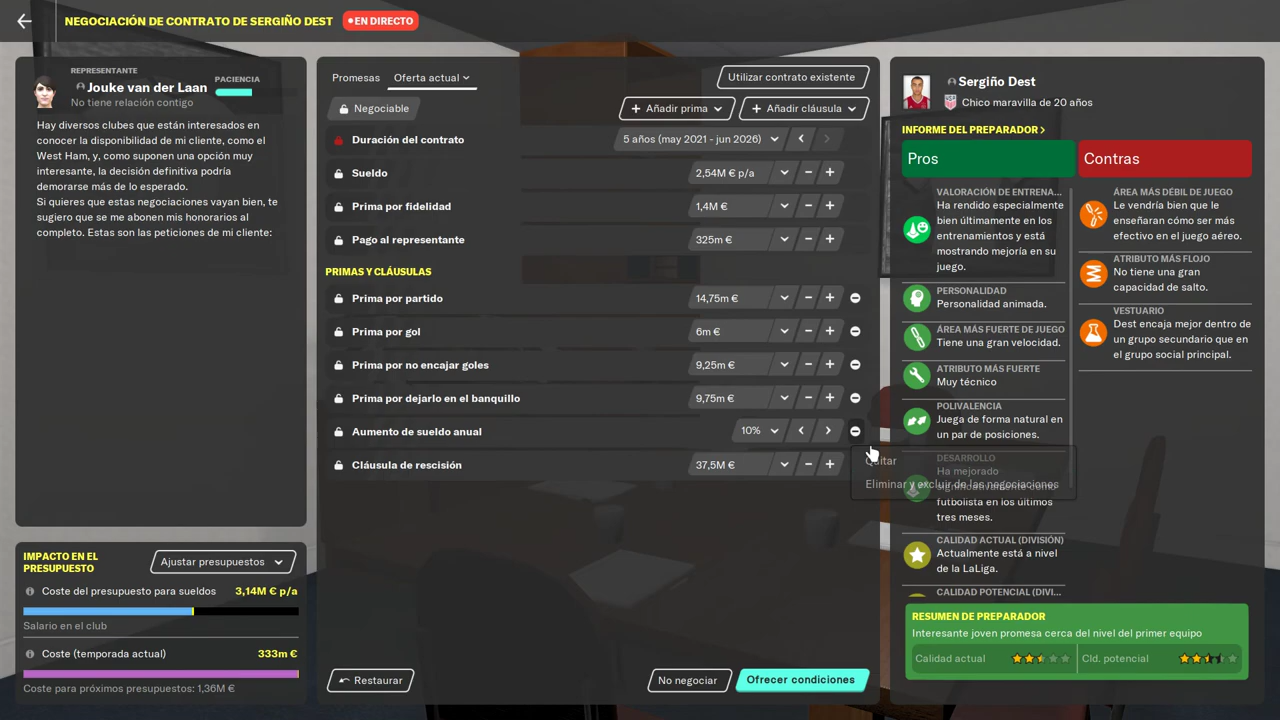 NEGOCIACIÓN DE CONTRATO DE SERGIÑO DEST
EN DIRECTO
REPRESENTANTE
Jouke van der Laan
No tiene relación contigo
PACIENCIA
Hay diversos clubes que están interesados en
conocer la disponibilidad de mi cliente, como el
West Ham, y, como suponen una opción muy
interesante, la decisión definitiva podría
demorarse más de lo esperado.
Si quieres que estas negociaciones vayan bien, te
sugiero que se me abonen mis honorarios al
completo. Estas son las peticiones de mi cliente:
IMPACTO EN EL
PRESUPUESTO
Ajustar presupuestos
Coste del presupuesto para sueldos 3,14M € p/a
Salario en el club
Coste (temporada actual) 333m €
Coste para próximos presupuestos: 1,36M €
Promesas Oferta actual
Utilizar contrato existente
Negociable
Añadir prima
Añadir cláusula
Duración del contrato 5 años (may 2021 - jun 2026)
Sueldo 2,54M € p/a
Prima por fidelidad 1,4M €
Pago al representante 325m €
PRIMAS Y CLÁUSULAS
Prima por partido 14,75m €
Prima por gol 6m €
Prima por no encajar goles 9,25m €
Prima por dejarlo en el banquillo 9,75m €
Aumento de sueldo anual 10%
Cláusula de rescisión 37,5M €
Quitar
Eliminar y excluir de las negociaciones
Restaurar
No negociar
Ofrecer condiciones
Sergiño Dest
Chico maravilla de 20 años
INFORME DEL PREPARADOR
Pros
Contras
VALORACIÓN DE ENTRENA...
Ha rendido especialmente
bien últimamente en los
entrenamientos y está
mostrando mejoría en su
juego.
PERSONALIDAD
Personalidad animada.
ÁREA MÁS FUERTE DE JUEGO
Tiene una gran velocidad.
ATRIBUTO MÁS FUERTE
Muy técnico
POLIVALENCIA
Juega de forma natural en
un par de posiciones.
DESARROLLO
Ha mejorado
significativamente como
futbolista en los últimos
tres meses.
CALIDAD ACTUAL (DIVISIÓN)
Actualmente está a nivel
de la LaLiga.
CALIDAD POTENCIAL (DIVI...
ÁREA MÁS DÉBIL DE JUEGO
Le vendría bien que le
enseñaran cómo ser más
efectivo en el juego aéreo.
ATRIBUTO MÁS FLOJO
No tiene una gran
capacidad de salto.
VESTUARIO
Dest encaja mejor dentro de
un grupo secundario que en
el grupo social principal.
RESUMEN DE PREPARADOR
Interesante joven promesa cerca del nivel del primer equipo
Calidad actual
Cld. potencial